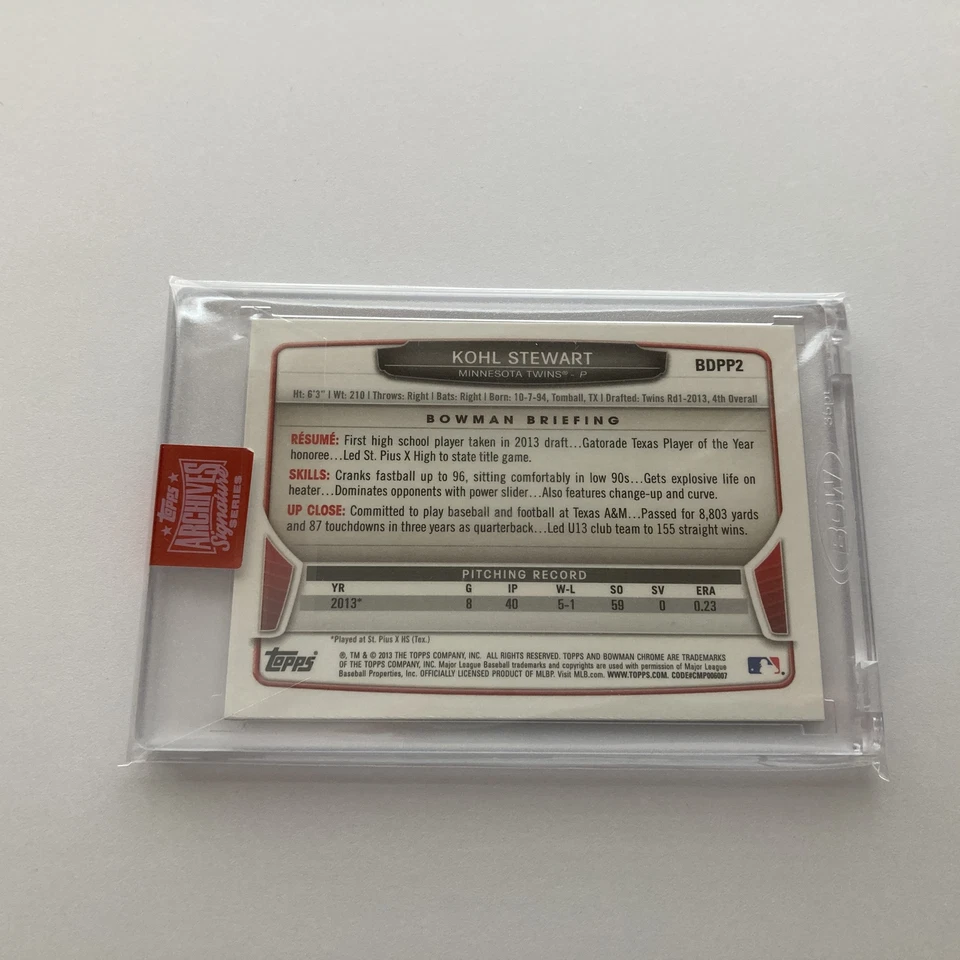 KOHL STEWART
MINNESOTA TWINS® - P
BDPP2
Ht: 6'3" | Wt: 210 | Throws: Right | Bats: Right | Born: 10-7-94, Tomball, TX | Drafted: Twins Rd1-2013, 4th Overall
BOWMAN BRIEFING
RÉSUMÉ: First high school player taken in 2013 draft...Gatorade Texas Player of the Year
honoree...Led St. Pius X High to state title game.
SKILLS: Cranks fastball up to 96, sitting comfortably in low 90s...Gets explosive life on
heater...Dominates opponents with power slider...Also features change-up and curve.
UP CLOSE: Committed to play baseball and football at Texas A&M...Passed for 8,803 yards
and 87 touchdowns in three years as quarterback...Led U13 club team to 155 straight wins.
PITCHING RECORD
YR G IP W-L SO SV ERA
2013* 8 40 5-1 59 0 0.23
*Played at St. Pius X HS (Tex.)
Topps®
®, TM & © 2013 THE TOPPS COMPANY, INC. ALL RIGHTS RESERVED. TOPPS AND BOWMAN CHROME ARE TRADEMARKS
OF THE TOPPS COMPANY, INC. Major League Baseball trademarks and copyrights are used with permission of Major League
Baseball Properties, Inc. OFFICIALLY LICENSED PRODUCT OF MLBP. Visit MLB.com. WWW.TOPPS.COM. CODE#CMP006007
TOPPS
ARCHIVES
Signature
SERIES
35pt